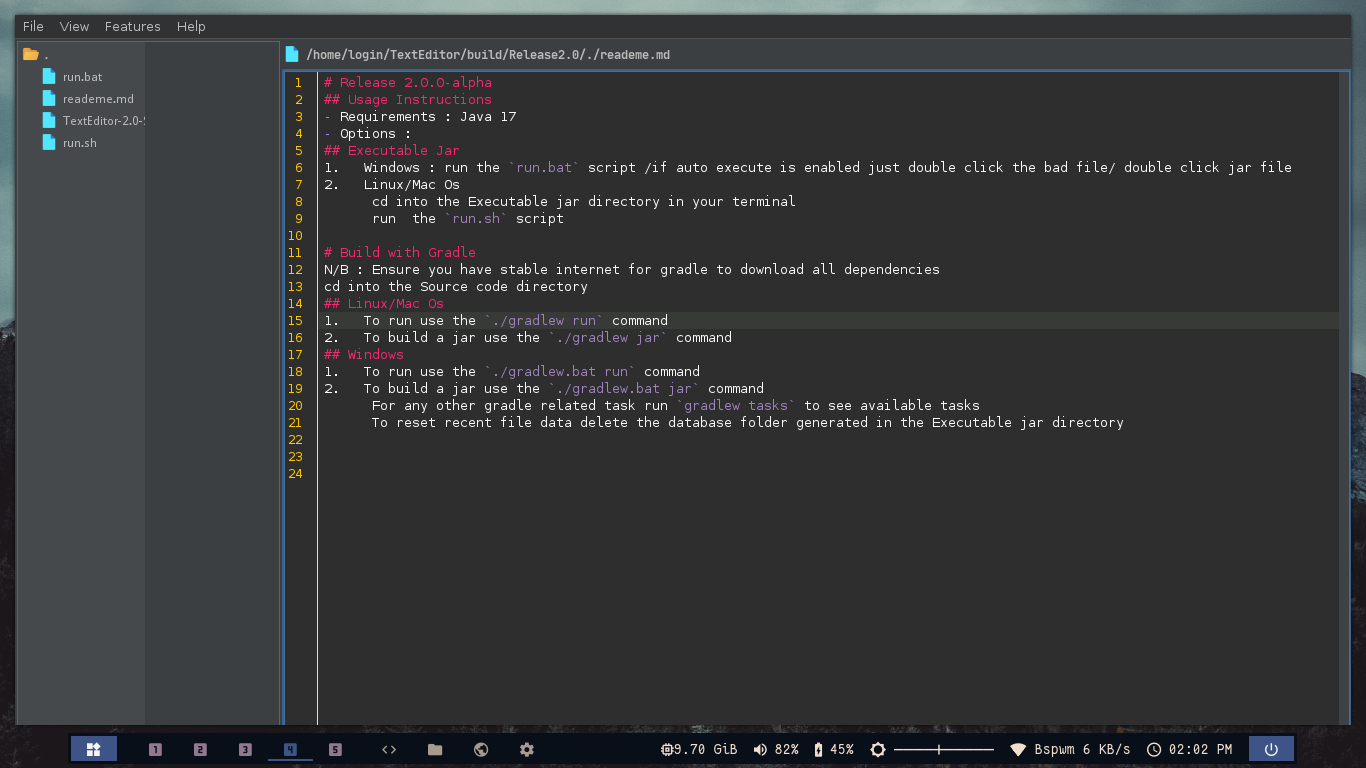 File View Features Help
.
run.bat
reademe.md
TextEditor-2.0-
run.sh
/home/login/TextEditor/build/Release2.0/./reademe.md
1 # Release 2.0.0-alpha
2 ## Usage Instructions
3 - Requirements : Java 17
4 - Options :
5 ## Executable Jar
6 1.   Windows : run the `run.bat` script /if auto execute is enabled just double click the bad file/ double click jar file
7 2.   Linux/Mac Os
8       cd into the Executable jar directory in your terminal
9       run  the `run.sh` script
10
11 # Build with Gradle
12 N/B : Ensure you have stable internet for gradle to download all dependencies
13 cd into the Source code directory
14 ## Linux/Mac Os
15 1.   To run use the `./gradlew run` command
16 2.   To build a jar use the `./gradlew jar` command
17 ## Windows
18 1.   To run use the `./gradlew.bat run` command
19 2.   To build a jar use the `./gradlew.bat jar` command
20       For any other gradle related task run `gradlew tasks` to see available tasks
21       To reset recent file data delete the database folder generated in the Executable jar directory
22
23
24
1 2 3 4 5 9.70 GiB 82% 45% Bspwm 6 KB/s 02:02 PM